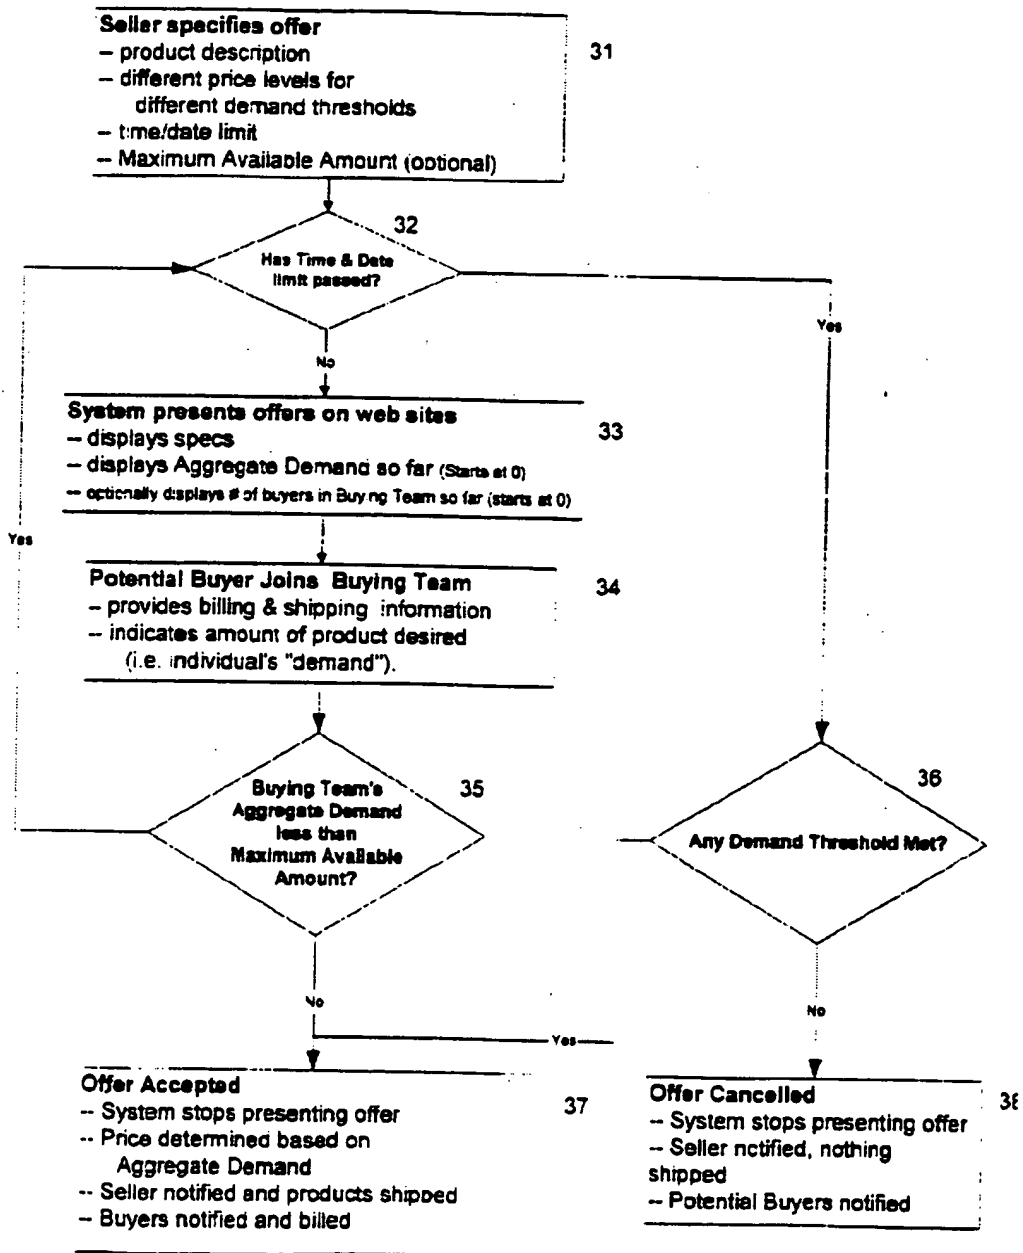 Seller specifies offer
-- product description
-- different price levels for
different demand thresholds
-- time/date limit
-- Maximum Available Amount (optional)
31
32
Has Time & Date
limit passed?
Yes
No
System presents offers on web sites
-- displays specs
-- displays Aggregate Demand so far (Starts at 0)
-- optionally displays # of buyers in Buying Team so far (starts at 0)
33
Yes
Potential Buyer Joins Buying Team
-- provides billing & shipping information
-- indicates amount of product desired
(i.e. individual's "demand").
34
Buying Team's
Aggregate Demand
less than
Maximum Available
Amount?
35
36
Any Demand Threshold Met?
No
Yes
No
Offer Accepted
-- System stops presenting offer
-- Price determined based on
Aggregate Demand
-- Seller notified and products shipped
-- Buyers notified and billed
37
Offer Cancelled
-- System stops presenting offer
-- Seller notified, nothing
shipped
-- Potential Buyers notified
38